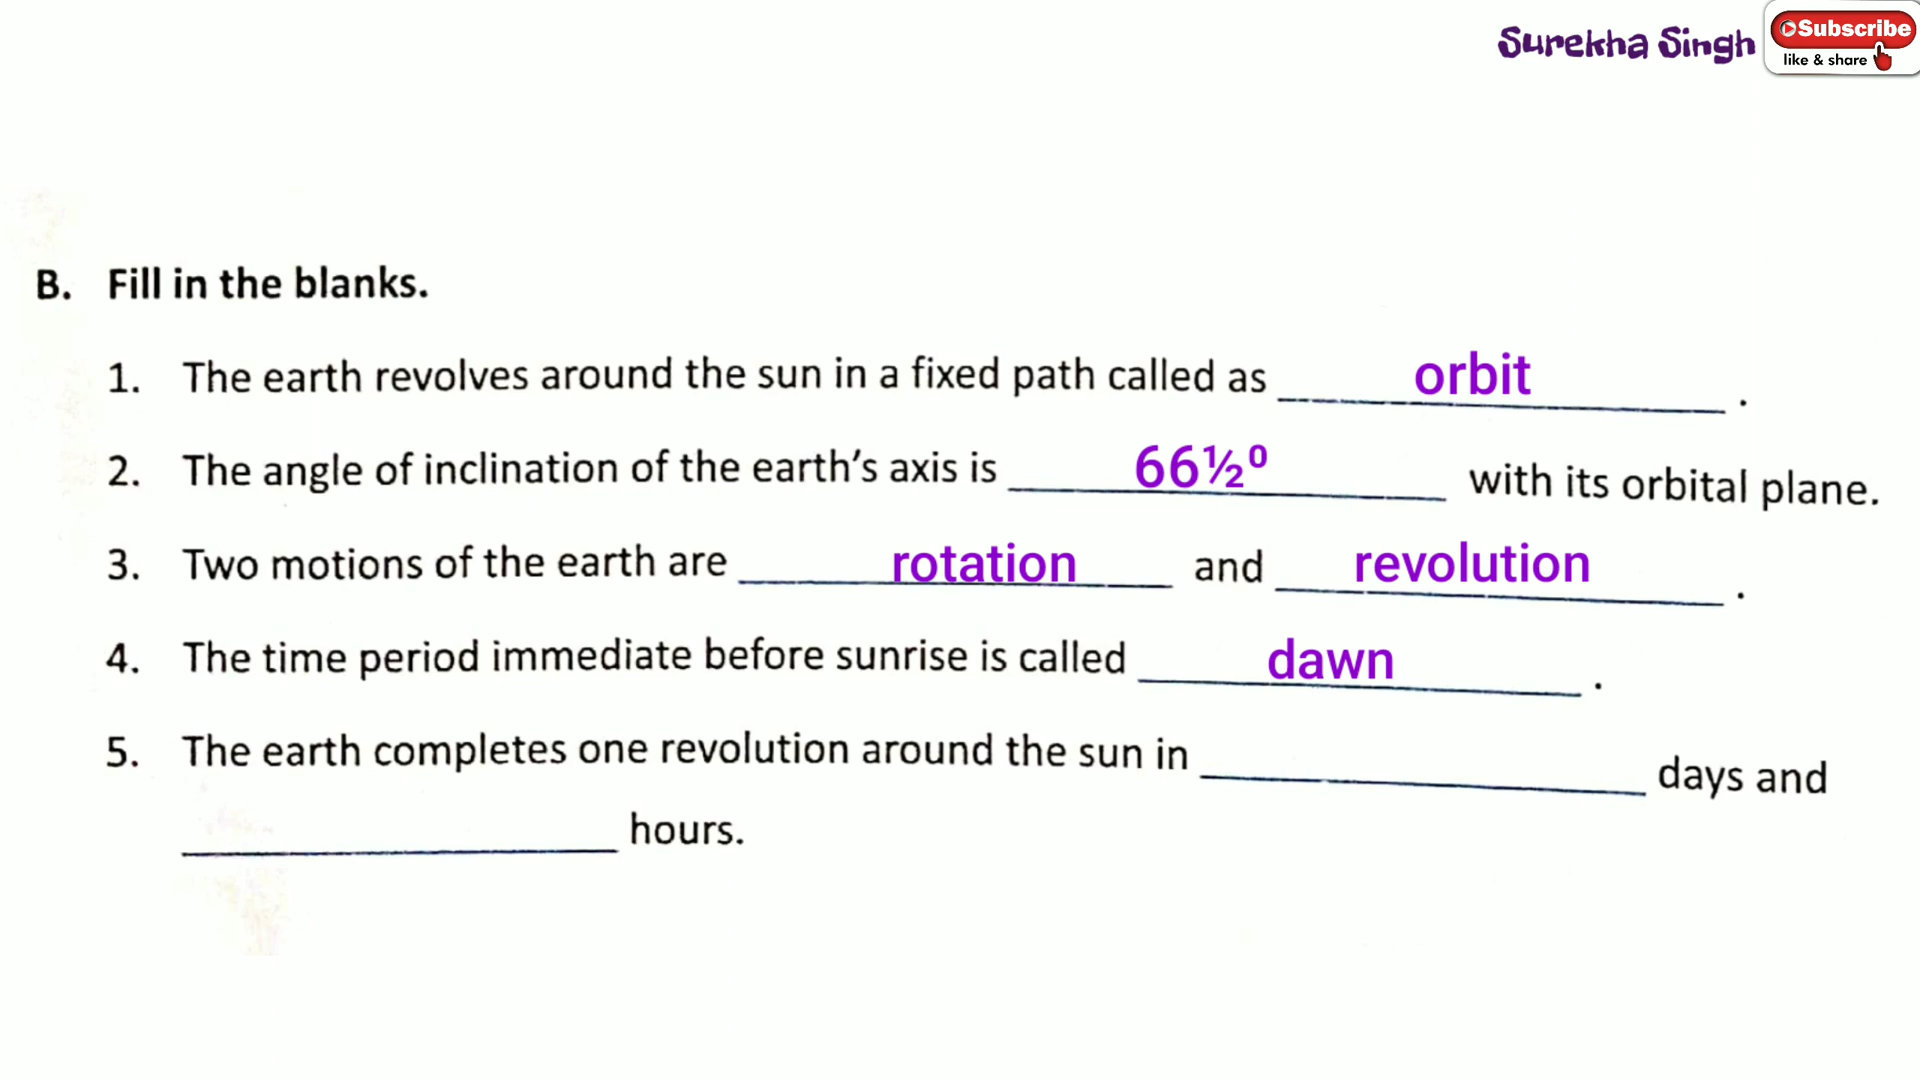 Surekha Singh
Subscribe
like & share
B. Fill in the blanks.
1. The earth revolves around the sun in a fixed path called as orbit .
2. The angle of inclination of the earth's axis is 66½⁰ with its orbital plane.
3. Two motions of the earth are rotation and revolution .
4. The time period immediate before sunrise is called dawn .
5. The earth completes one revolution around the sun in ____________ days and
____________ hours.